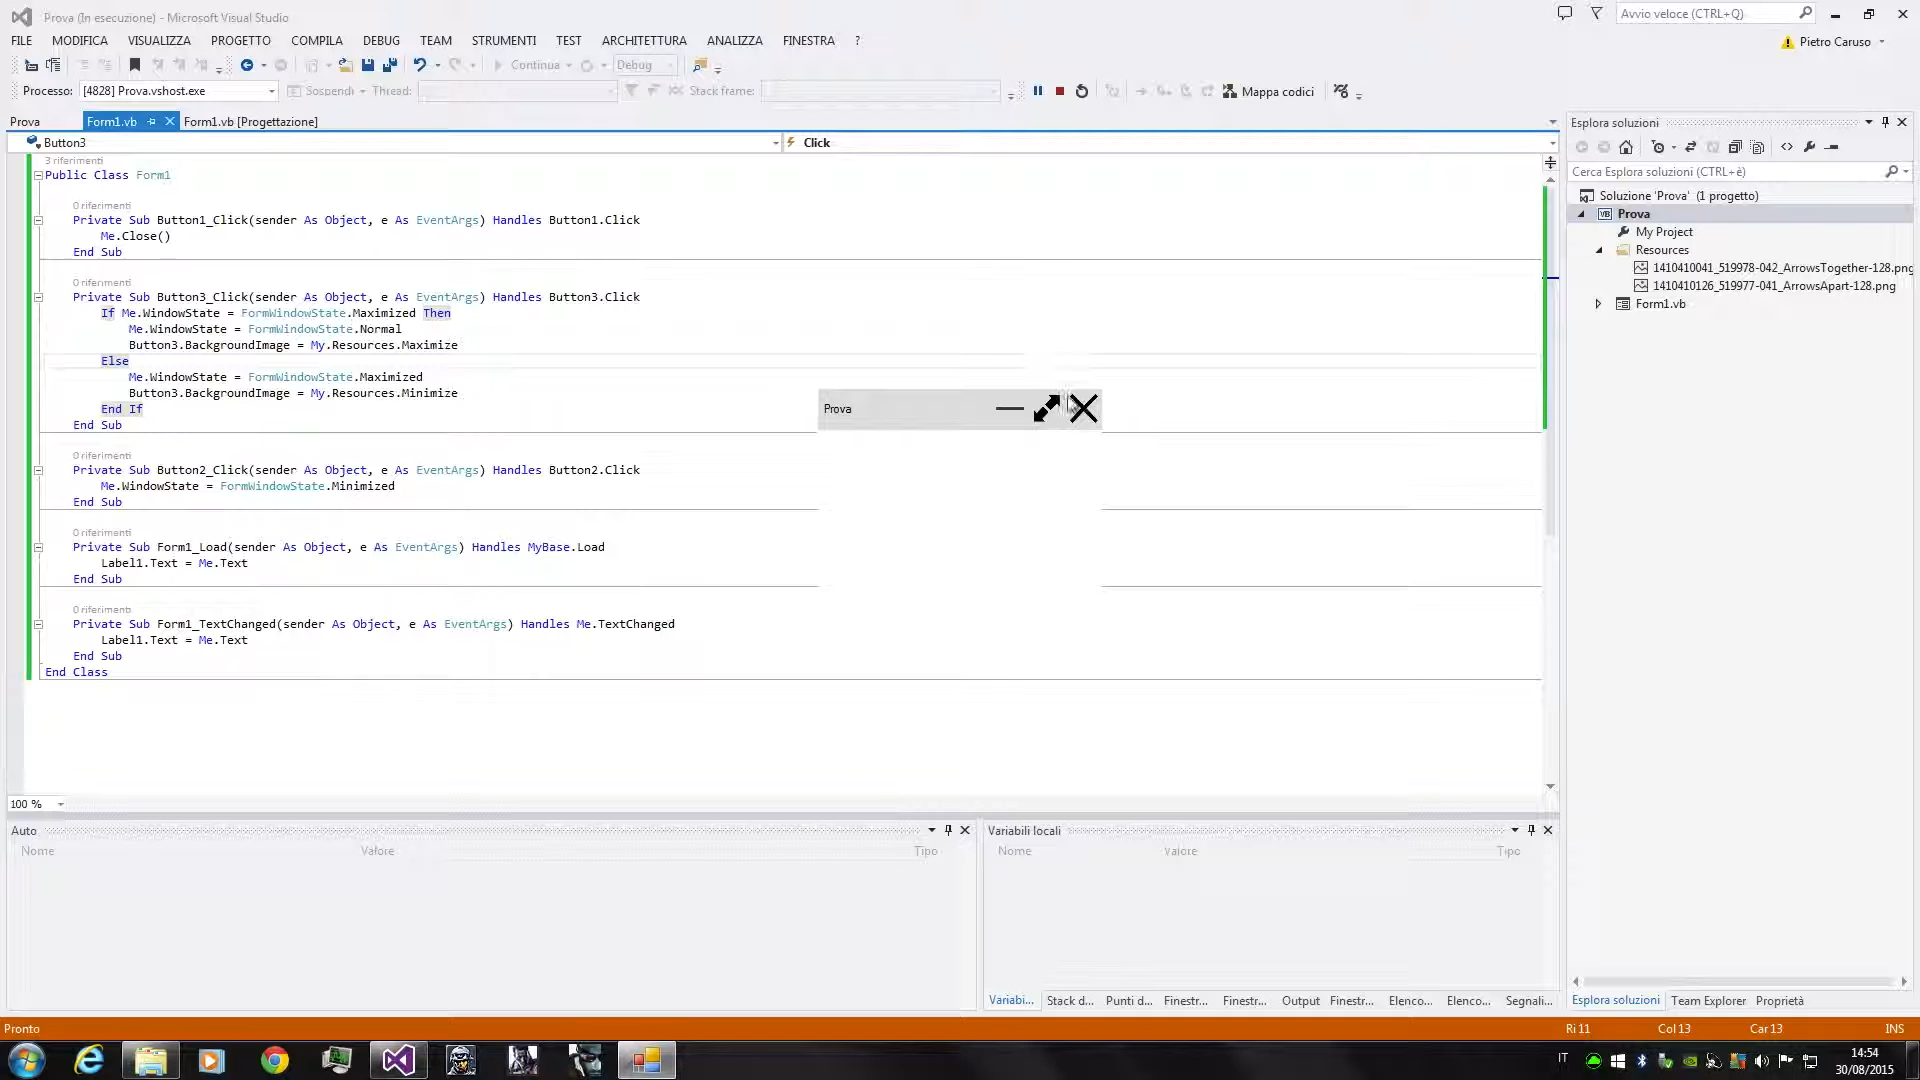 Prova (In esecuzione) - Microsoft Visual Studio
Avvio veloce (CTRL+Q)
FILE MODIFICA VISUALIZZA PROGETTO COMPILA DEBUG TEAM STRUMENTI TEST ARCHITETTURA ANALIZZA FINESTRA ?
Pietro Caruso
Continua Debug
Processo: [4828] Prova.vshost.exe Sospendi Thread: Stack frame: Mappa codici
Prova Form1.vb Form1.vb [Progettazione]
Button3 Click
3 riferimenti
Public Class Form1
0 riferimenti
Private Sub Button1_Click(sender As Object, e As EventArgs) Handles Button1.Click
Me.Close()
End Sub
0 riferimenti
Private Sub Button3_Click(sender As Object, e As EventArgs) Handles Button3.Click
If Me.WindowState = FormWindowState.Maximized Then
Me.WindowState = FormWindowState.Normal
Button3.BackgroundImage = My.Resources.Maximize
Else
Me.WindowState = FormWindowState.Maximized
Button3.BackgroundImage = My.Resources.Minimize
End If
End Sub
0 riferimenti
Private Sub Button2_Click(sender As Object, e As EventArgs) Handles Button2.Click
Me.WindowState = FormWindowState.Minimized
End Sub
0 riferimenti
Private Sub Form1_Load(sender As Object, e As EventArgs) Handles MyBase.Load
Label1.Text = Me.Text
End Sub
0 riferimenti
Private Sub Form1_TextChanged(sender As Object, e As EventArgs) Handles Me.TextChanged
Label1.Text = Me.Text
End Sub
End Class
Prova
100 %
Auto
Nome Valore Tipo
Variabili locali
Nome Valore Tipo
Variabi... Stack d... Punti d... Finestr... Finestr... Output Finestr... Elenco... Elenco... Segnali...
Esplora soluzioni
Cerca Esplora soluzioni (CTRL+è)
Soluzione 'Prova' (1 progetto)
VB Prova
My Project
Resources
1410410041_519978-042_ArrowsTogether-128.png
1410410126_519977-041_ArrowsApart-128.png
Form1.vb
Esplora soluzioni Team Explorer Proprietà
Pronto Ri 11 Col 13 Car 13 INS
IT
14:54
30/08/2015